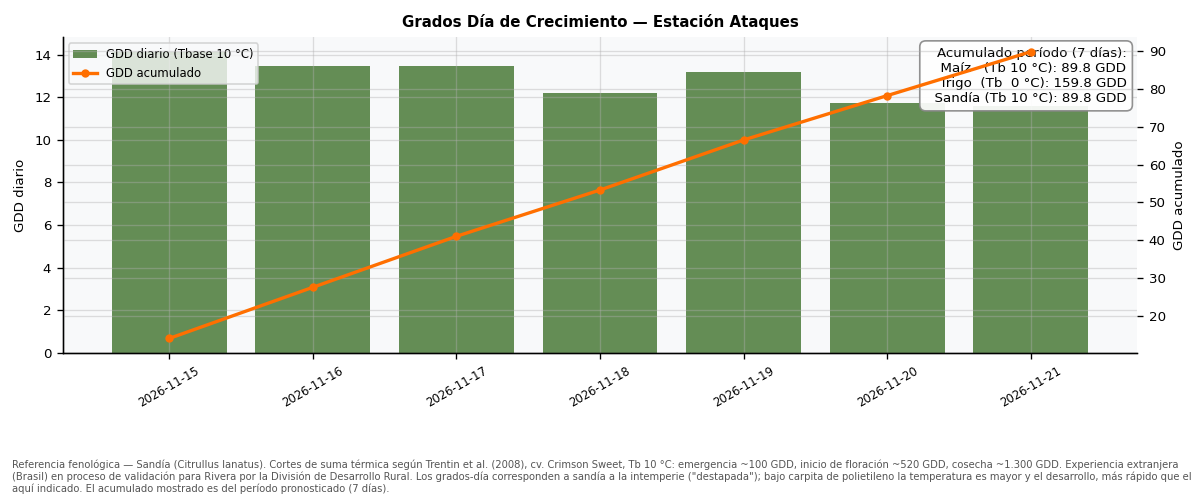 Grados Día de Crecimiento — Estación Ataques
GDD diario (Tbase 10 °C)
GDD acumulado
Acumulado período (7 días):
Maíz (Tb 10 °C): 89.8 GDD
Trigo (Tb 0 °C): 159.8 GDD
Sandía (Tb 10 °C): 89.8 GDD
GDD diario
14
12
10
8
6
4
2
0
GDD acumulado
90
80
70
60
50
40
30
20
2026-11-15
2026-11-16
2026-11-17
2026-11-18
2026-11-19
2026-11-20
2026-11-21
Referencia fenológica — Sandía (Citrullus lanatus). Cortes de suma térmica según Trentin et al. (2008), cv. Crimson Sweet, Tb 10 °C: emergencia ~100 GDD, inicio de floración ~520 GDD, cosecha ~1.300 GDD. Experiencia extranjera
(Brasil) en proceso de validación para Rivera por la División de Desarrollo Rural. Los grados-día corresponden a sandía a la intemperie ("destapada"); bajo carpita de polietileno la temperatura es mayor y el desarrollo, más rápido que el
aquí indicado. El acumulado mostrado es del período pronosticado (7 días).